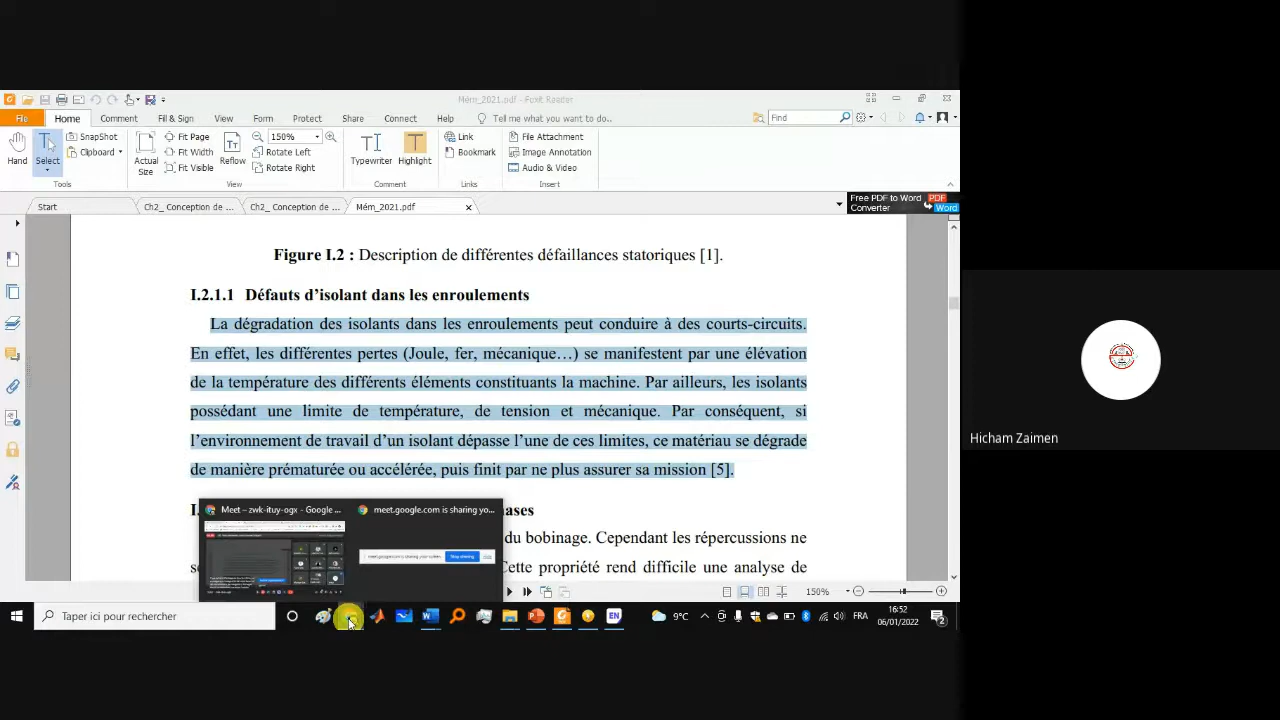 Mém_2021.pdf - Foxit Reader
File Home Comment Fill & Sign View Form Protect Share Connect Help Tell me what you want to do.. Find
Hand Select SnapShot Clipboard Actual Size Fit Page Fit Width Fit Visible Reflow 150% Rotate Left Rotate Right Typewriter Highlight Link Bookmark File Attachment Image Annotation Audio & Video
Tools View Comment Links Insert
Start Ch2_ Conception de ... Ch2_ Conception de ... Mém_2021.pdf
Free PDF to Word Converter PDF Word
Figure I.2 : Description de différentes défaillances statoriques [1].
I.2.1.1 Défauts d’isolant dans les enroulements
La dégradation des isolants dans les enroulements peut conduire à des courts-circuits.
En effet, les différentes pertes (Joule, fer, mécanique…) se manifestent par une élévation
de la température des différents éléments constituants la machine. Par ailleurs, les isolants
possédant une limite de température, de tension et mécanique. Par conséquent, si
l’environnement de travail d’un isolant dépasse l’une de ces limites, ce matériau se dégrade
de manière prématurée ou accélérée, puis finit par ne plus assurer sa mission [5].
Hicham Zaimen
Meet – zwk-ituy-ogx - Google ... meet.google.com is sharing yo...
Stop sharing
du bobinage. Cependant les répercussions ne
Cette propriété rend difficile une analyse de
150%
Taper ici pour rechercher
EN
9°C
FRA
16:52
06/01/2022
2